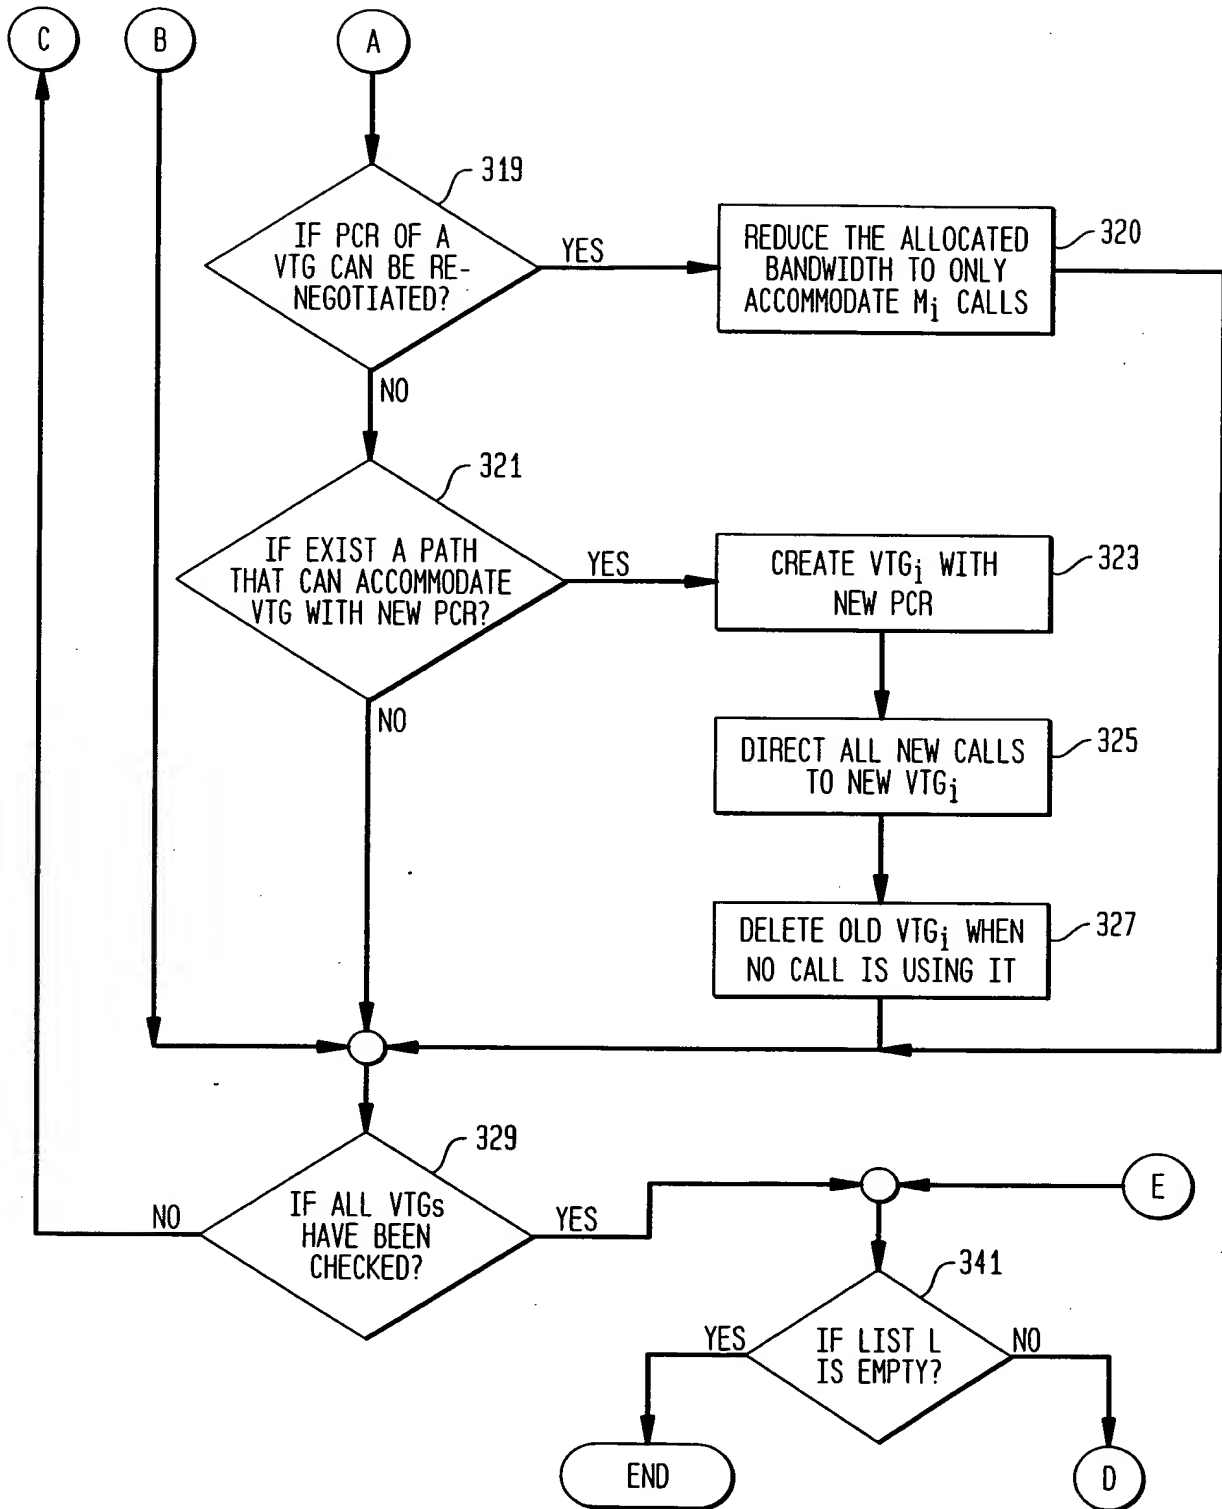 C
B
A
319
IF PCR OF A
VTG CAN BE RE-
NEGOTIATED?
YES
REDUCE THE ALLOCATED
BANDWIDTH TO ONLY
ACCOMMODATE Mi CALLS
320
NO
321
IF EXIST A PATH
THAT CAN ACCOMMODATE
VTG WITH NEW PCR?
YES
CREATE VTGi WITH
NEW PCR
323
NO
DIRECT ALL NEW CALLS
TO NEW VTGi
325
DELETE OLD VTGi WHEN
NO CALL IS USING IT
327
329
IF ALL VTGs
HAVE BEEN
CHECKED?
NO
YES
E
341
IF LIST L
IS EMPTY?
YES
NO
END
D